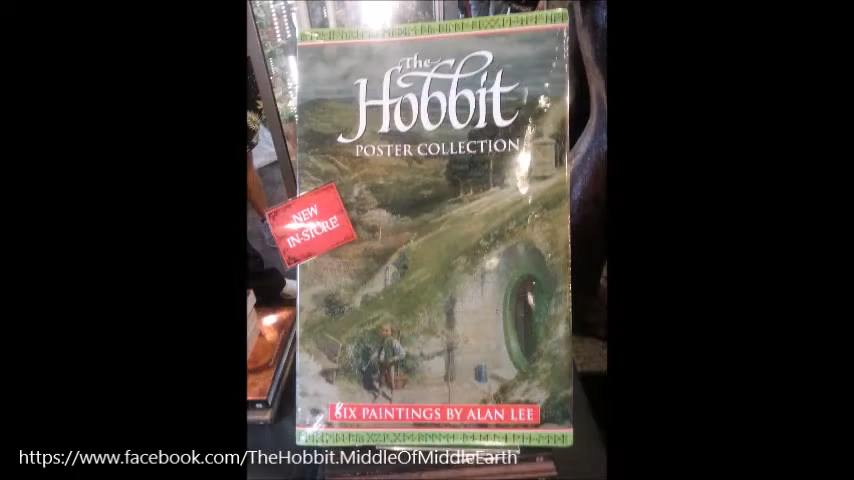 The
Hobbit
POSTER COLLECTION
NEW
IN-STORE!
SIX PAINTINGS BY ALAN LEE
https://www.facebook.com/TheHobbit.MiddleOfMiddleEarth